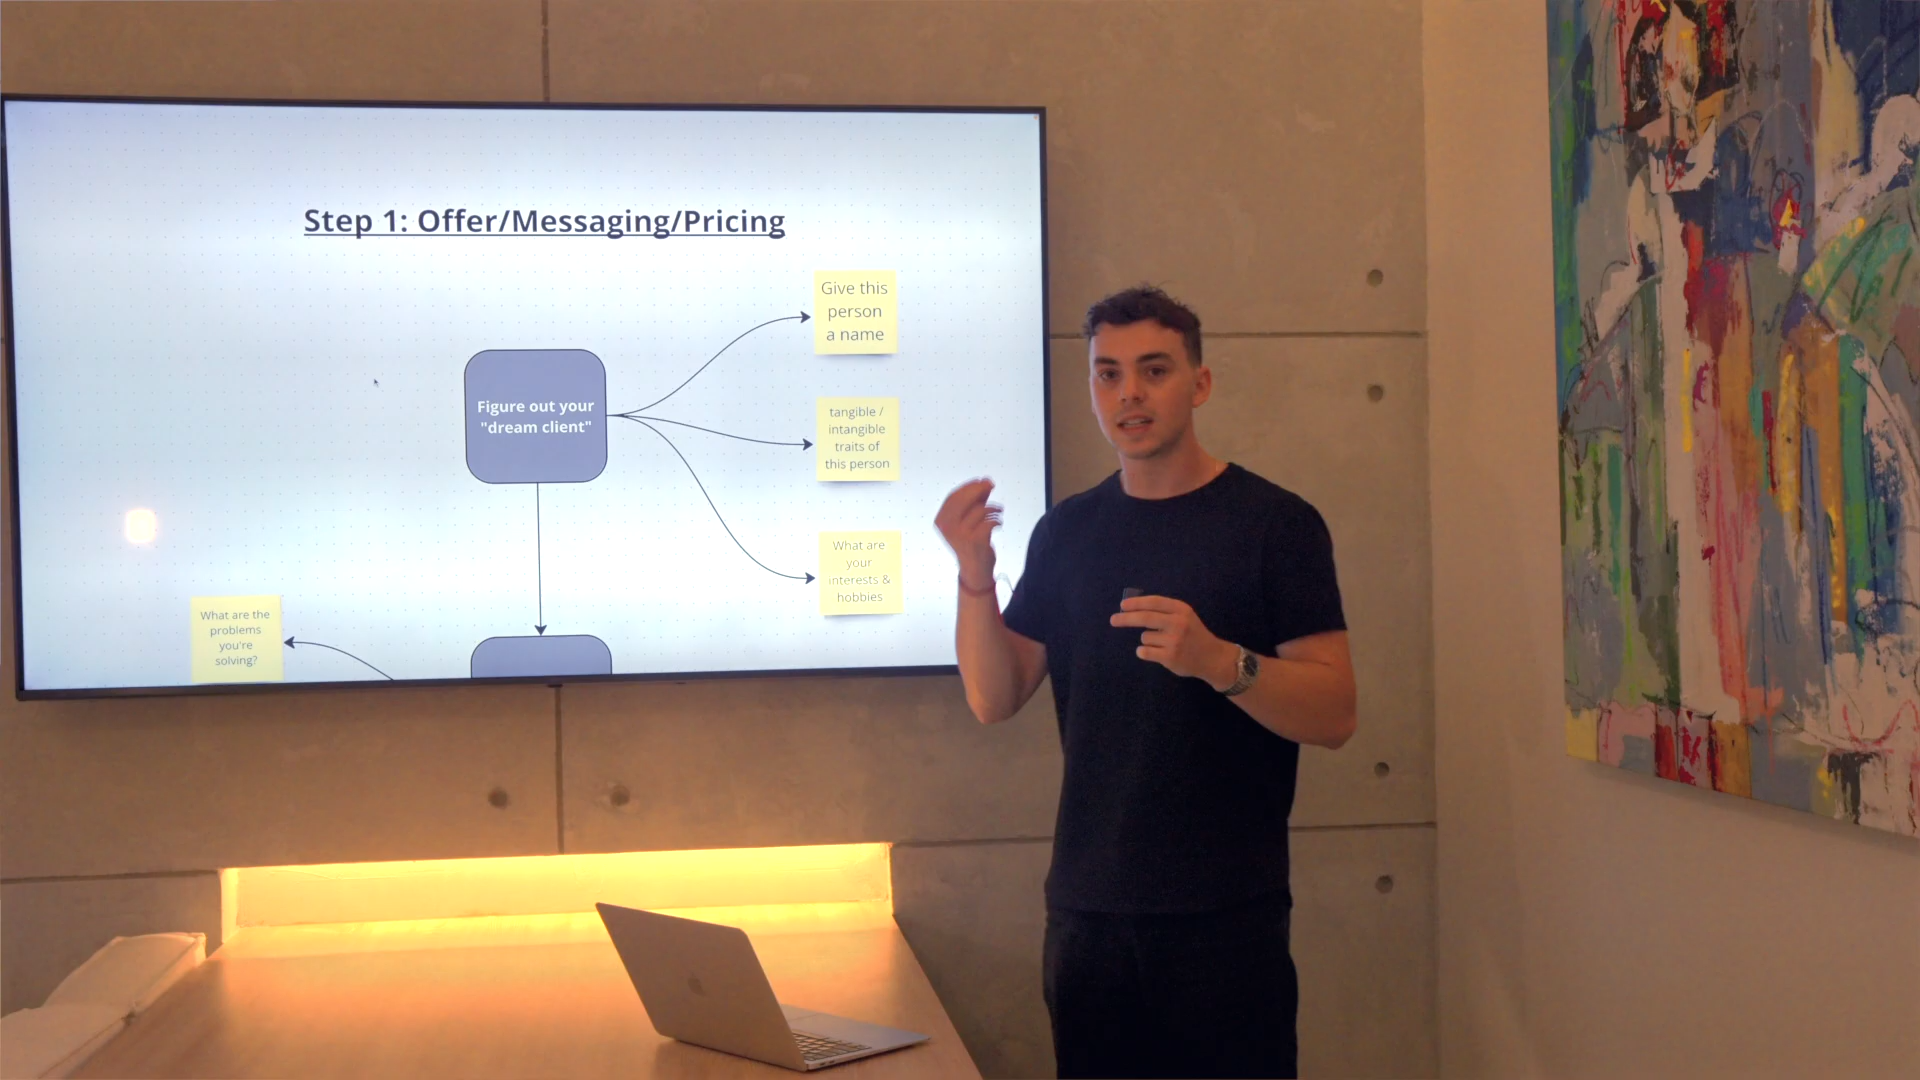 Step 1: Offer/Messaging/Pricing
Give this
person
a name
Figure out your
"dream client"
tangible /
intangible
traits of
this person
What are
your
interests &
hobbies
What are the
problems
you're
solving?